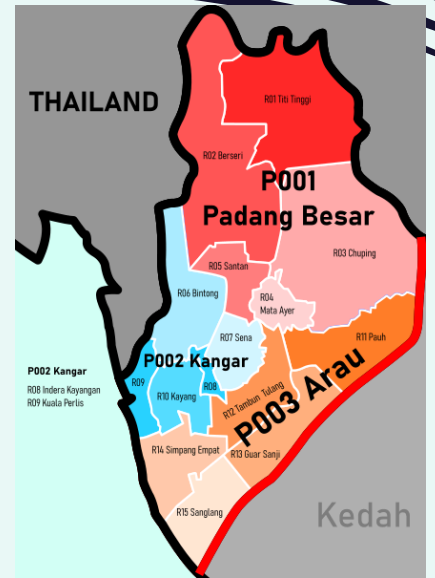 THAILAND
R01 Titi Tinggi
R02 Berseri
P001
Padang Besar
R03 Chuping
R05 Santan
R06 Bintong
R04
Mata Ayer
R07 Sena
R11 Pauh
P002 Kangar
P002 Kangar
R08 Indera Kayangan
R09 Kuala Perlis
R09
R10 Kayang
R08
R12 Tambun Tulang
P003 Arau
R14 Simpang Empat
R13 Guar Sanji
R15 Sanglang
Kedah